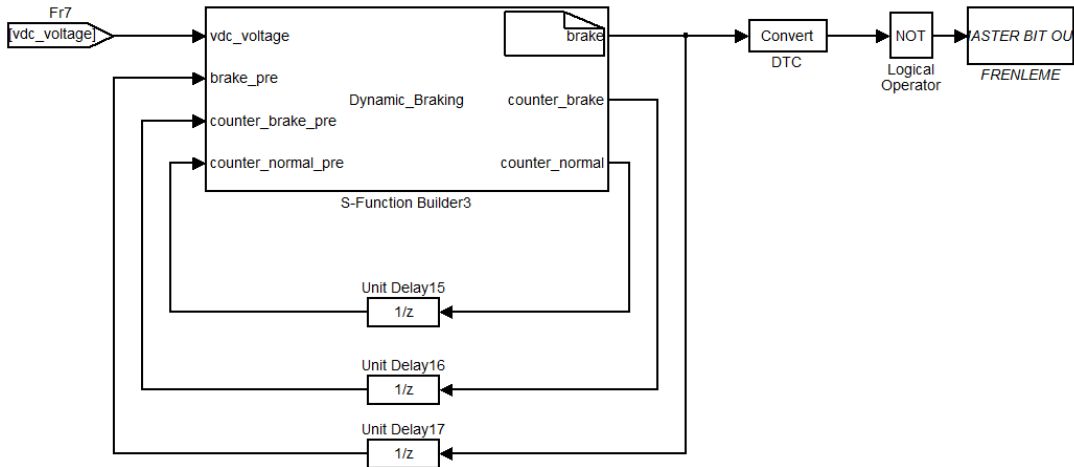 Fr7
[vdc_voltage]
vdc_voltage
brake_pre
counter_brake_pre
counter_normal_pre
Dynamic_Braking
brake
counter_brake
counter_normal
S-Function Builder3
Convert
DTC
NOT
Logical
Operator
ASTER BIT OU
FRENLEME
Unit Delay15
1/z
Unit Delay16
1/z
Unit Delay17
1/z